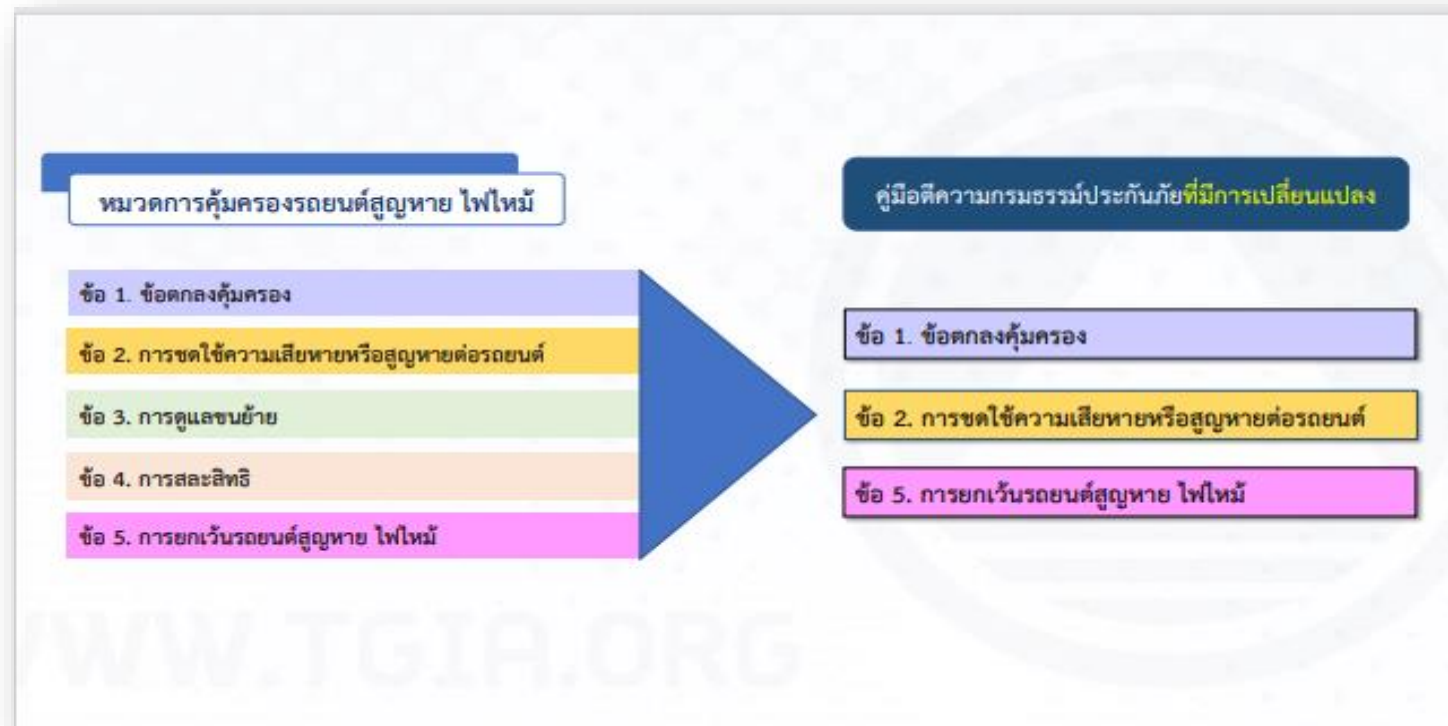 หมวดการคุ้มครองรถยนต์สูญหาย ไฟไหม้
ข้อ 1. ข้อตกลงคุ้มครอง
ข้อ 2. การชดใช้ความเสียหายหรือสูญหายต่อรถยนต์
ข้อ 3. การดูแลขนย้าย
ข้อ 4. การสละสิทธิ
ข้อ 5. การยกเว้นรถยนต์สูญหาย ไฟไหม้
คู่มือตีความกรมธรรม์ประกันภัยที่มีการเปลี่ยนแปลง
ข้อ 1. ข้อตกลงคุ้มครอง
ข้อ 2. การชดใช้ความเสียหายหรือสูญหายต่อรถยนต์
ข้อ 5. การยกเว้นรถยนต์สูญหาย ไฟไหม้
WWW.TGIA.ORG